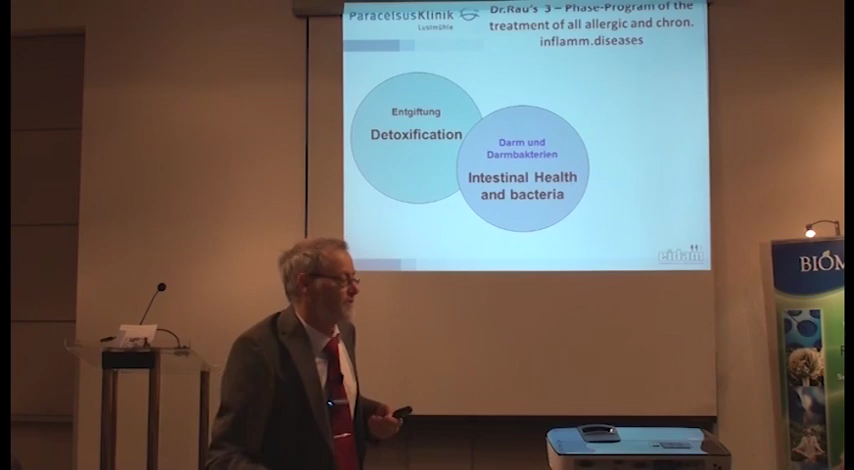 ParacelsusKlinik
Lustmühle
Dr.Rau's 3 – Phase-Program of the
treatment of all allergic and chron.
inflamm.diseases
Entgiftung
Detoxification
Darm und
Darmbakterien
Intestinal Health
and bacteria
eidam
BIOM